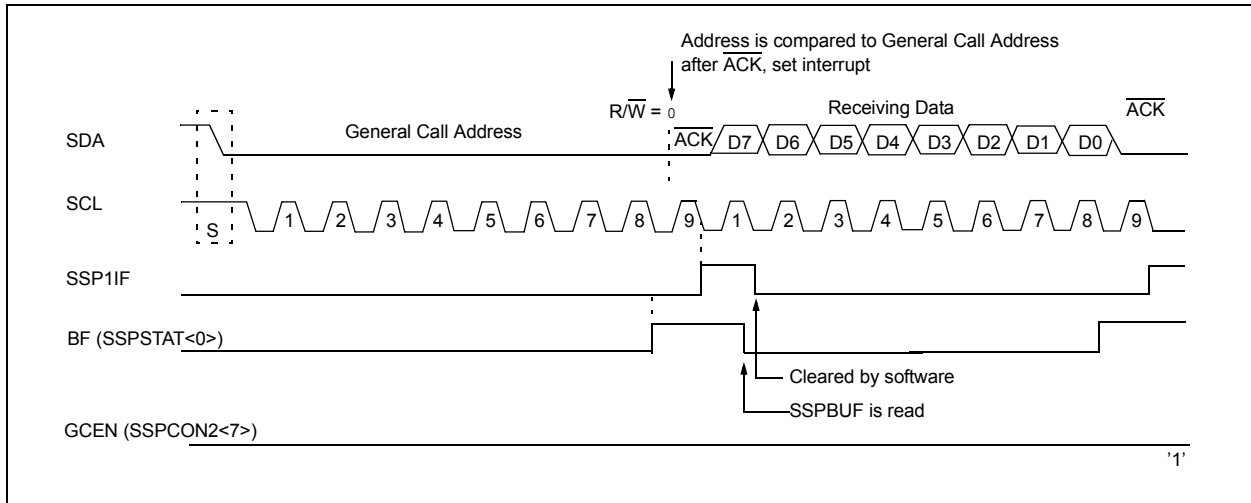 Address is compared to General Call Address
after ACK, set interrupt
R/W = 0
Receiving Data
ACK
SDA
General Call Address
ACK D7 D6 D5 D4 D3 D2 D1 D0
SCL
S
1 2 3 4 5 6 7 8 9 1 2 3 4 5 6 7 8 9
SSP1IF
BF (SSPSTAT<0>)
Cleared by software
SSPBUF is read
GCEN (SSPCON2<7>)
'1'